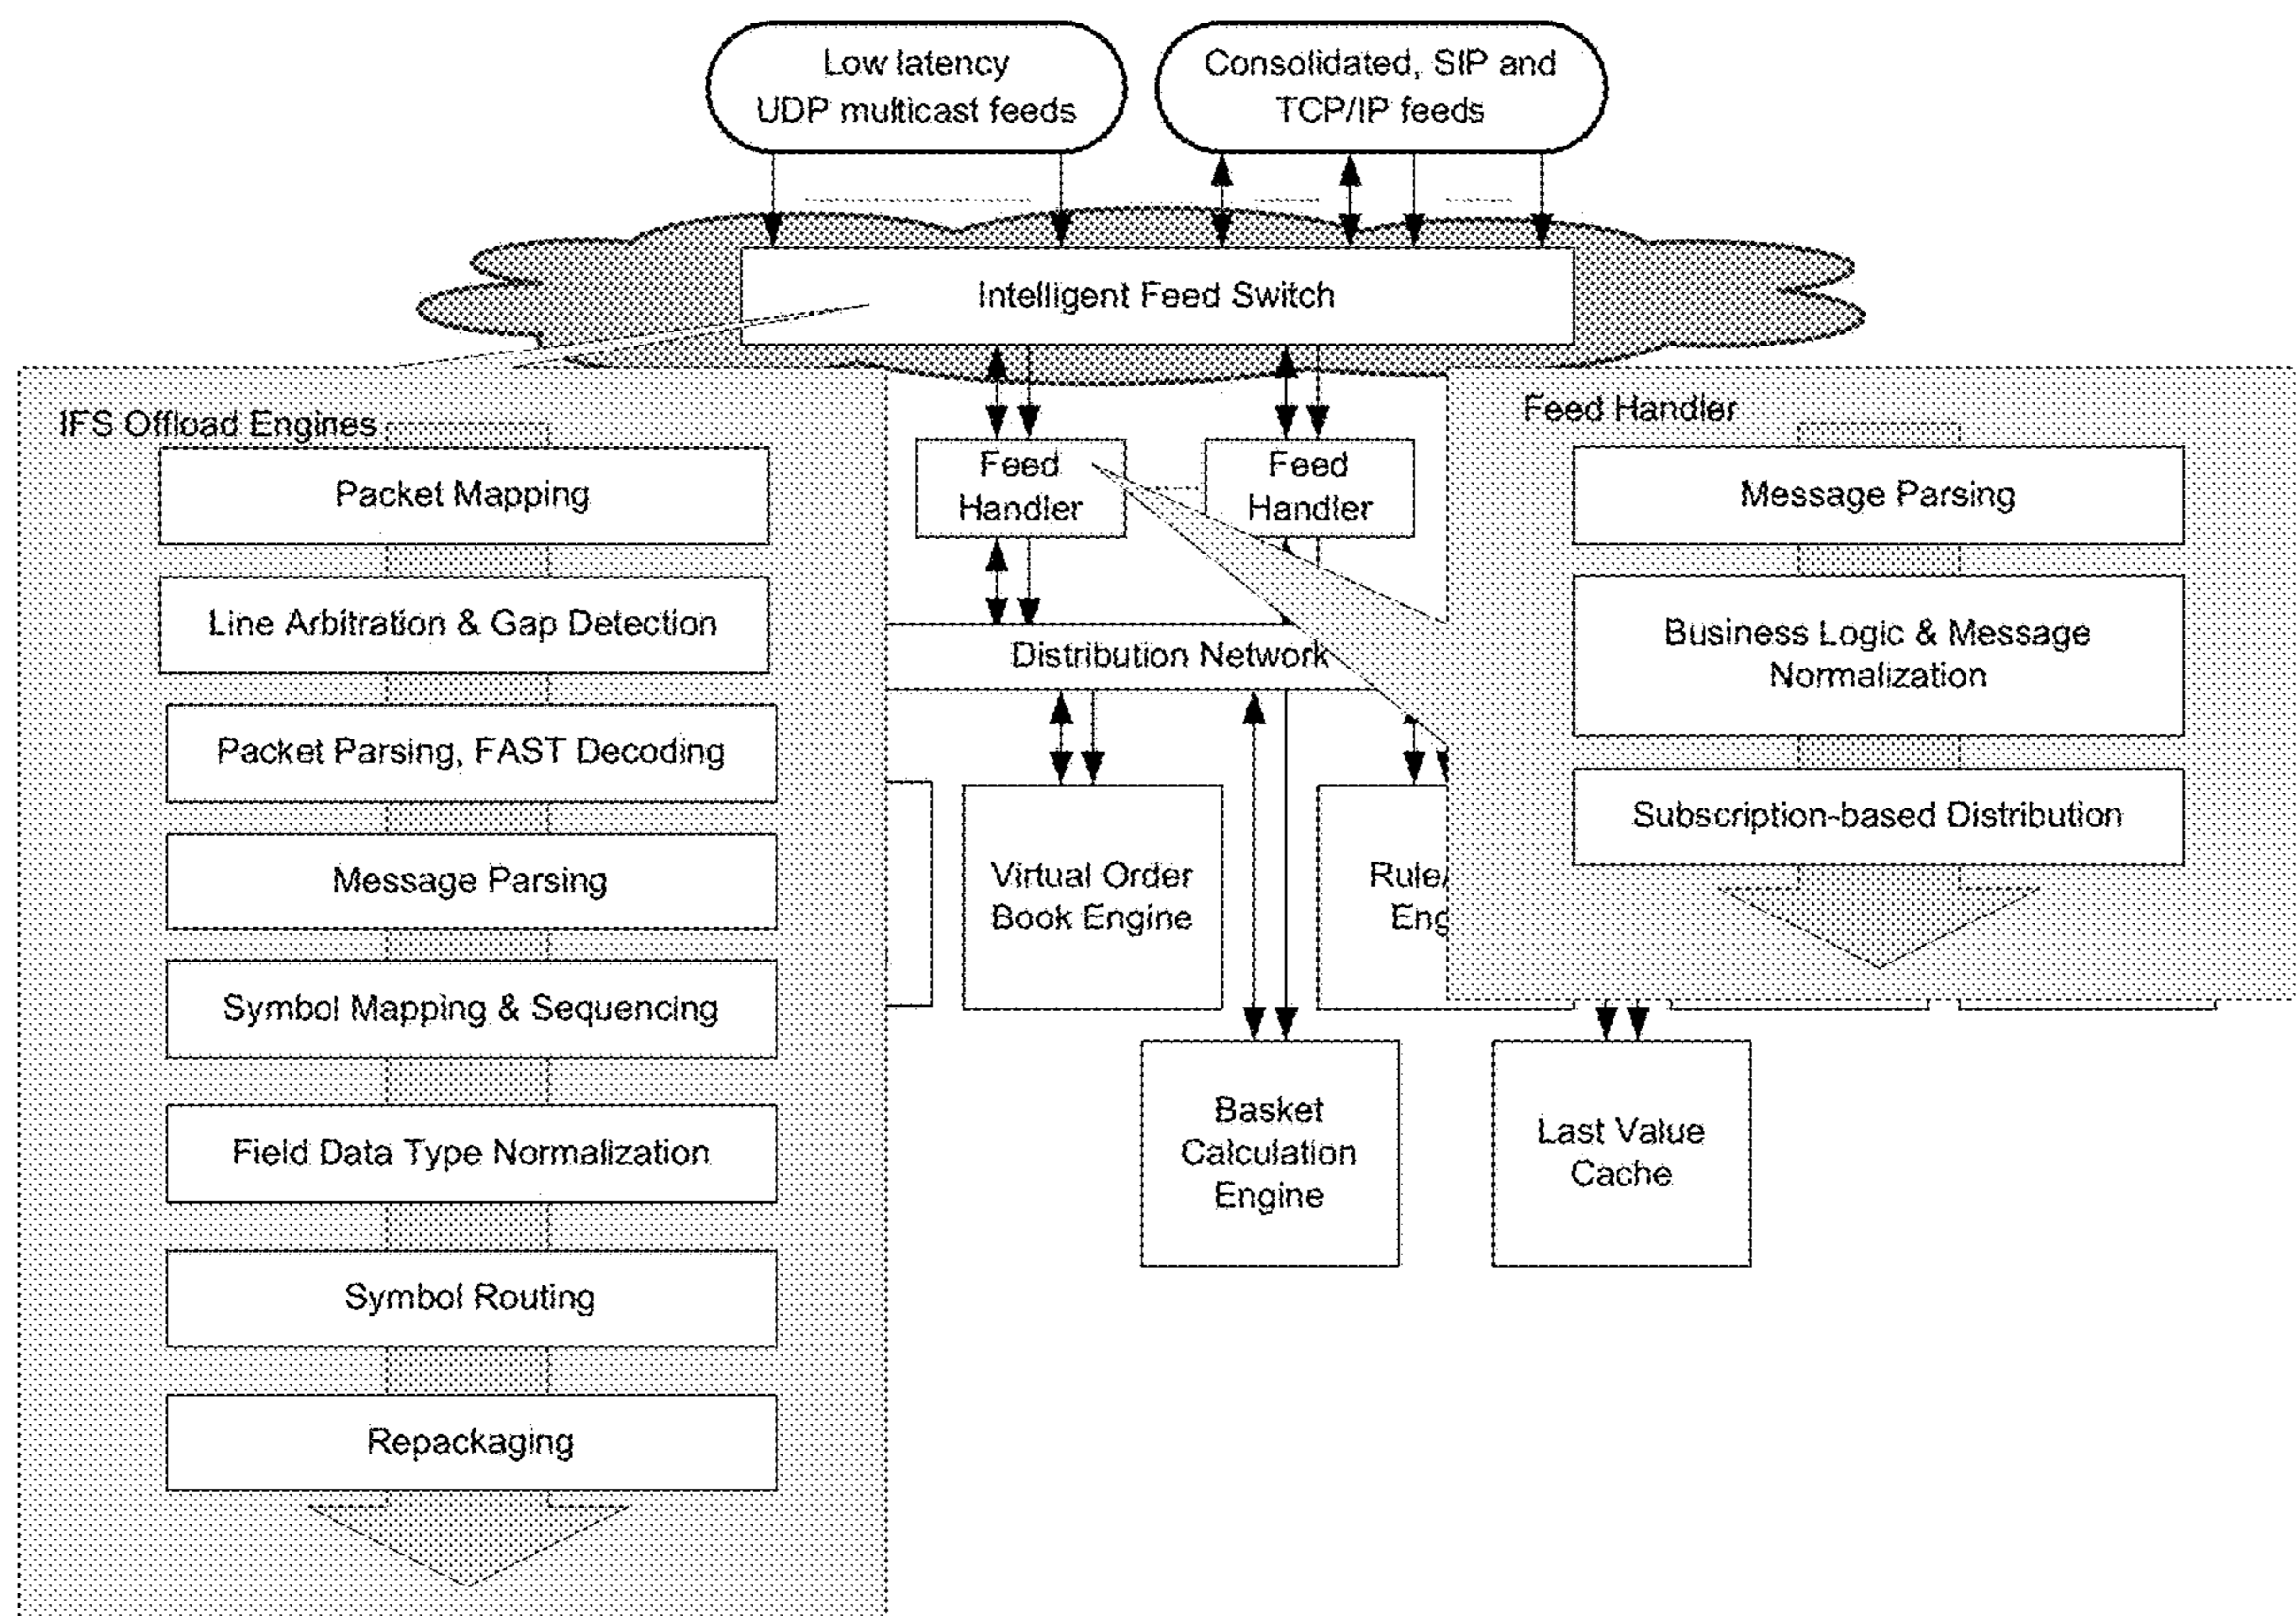 Low latency
UDP multicast feeds
Consolidated, SIP and
TCP/IP feeds
Intelligent Feed Switch
IFS Offload Engines
Packet Mapping
Line Arbitration & Gap Detection
Packet Parsing, FAST Decoding
Message Parsing
Symbol Mapping & Sequencing
Field Data Type Normalization
Symbol Routing
Repackaging
Feed
Handler
Feed
Handler
Distribution Network
Virtual Order
Book Engine
Rule/
Eng
Basket
Calculation
Engine
Last Value
Cache
Feed Handler
Message Parsing
Business Logic & Message
Normalization
Subscription-based Distribution